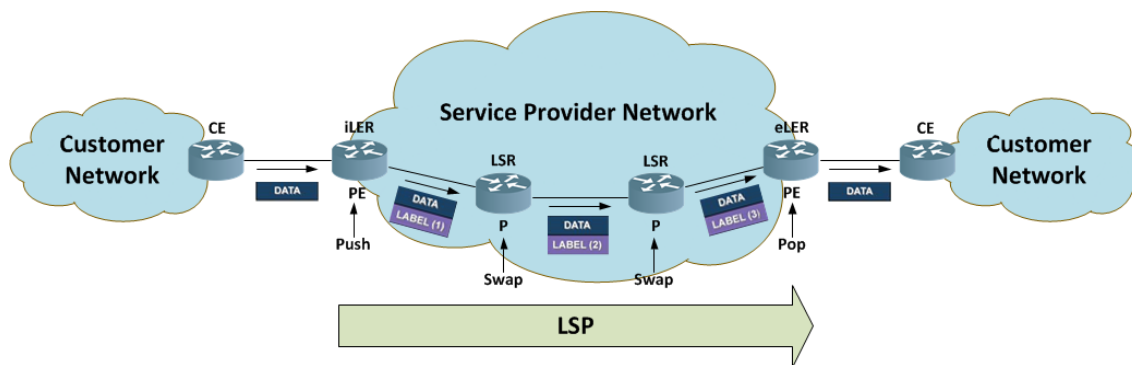 Service Provider Network
Customer
Network
CE
iLER
LSR
LSR
eLER
CE
Customer
Network
DATA
PE
DATA
LABEL (1)
P
DATA
LABEL (2)
P
DATA
LABEL (3)
PE
DATA
Push
Swap
Swap
Pop
LSP